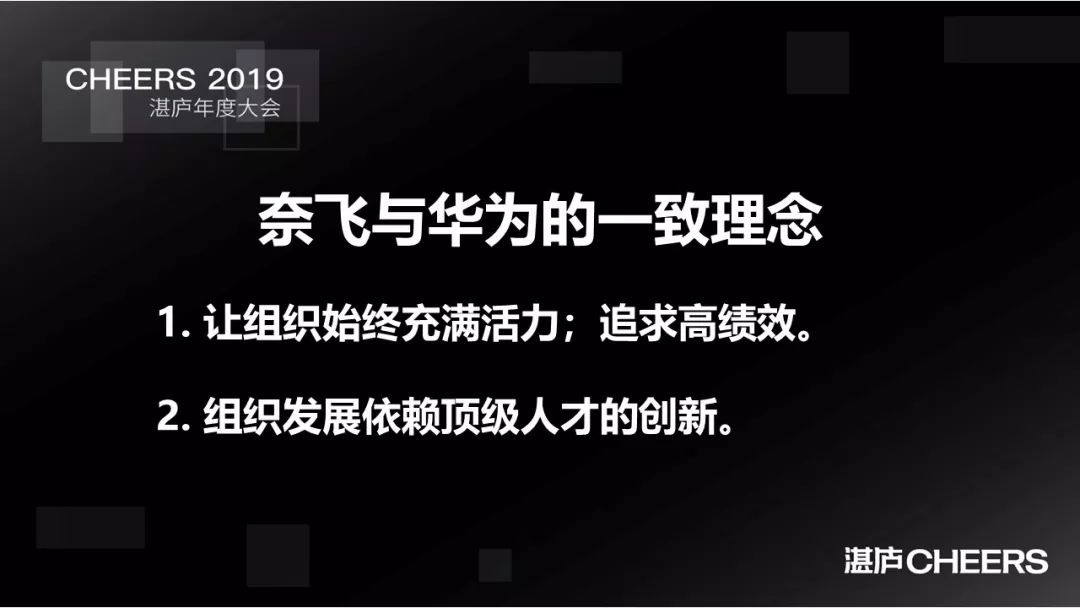 CHEERS 2019
湛庐年度大会
奈飞与华为的一致理念
1. 让组织始终充满活力；追求高绩效。
2. 组织发展依赖顶级人才的创新。
湛庐CHEERS